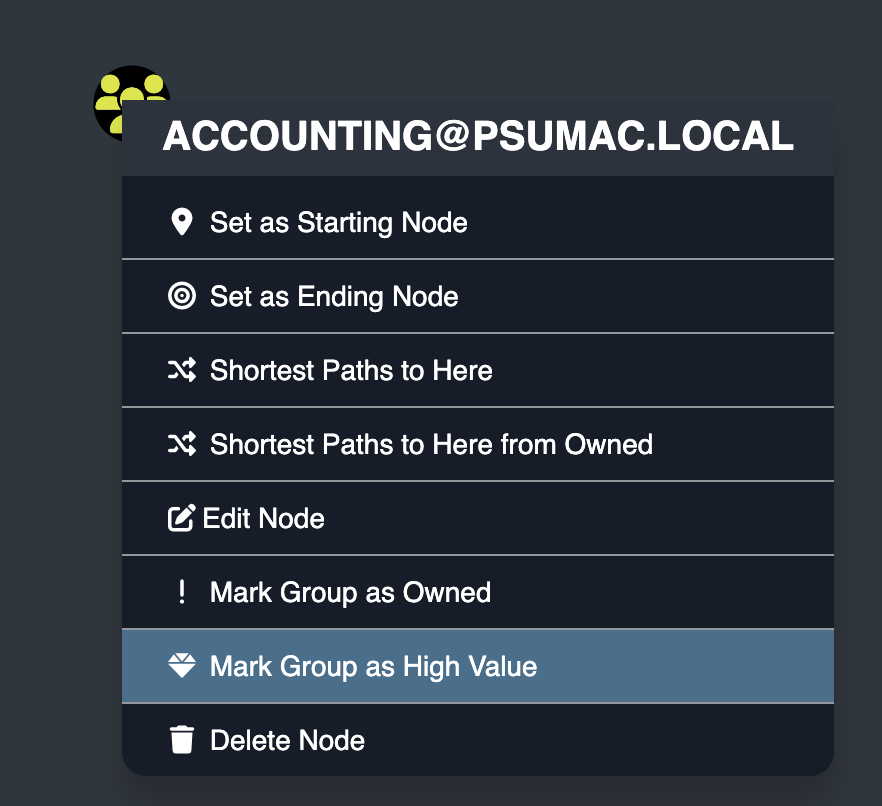 ACCOUNTING@PSUMAC.LOCAL
Set as Starting Node
Set as Ending Node
Shortest Paths to Here
Shortest Paths to Here from Owned
Edit Node
Mark Group as Owned
Mark Group as High Value
Delete Node